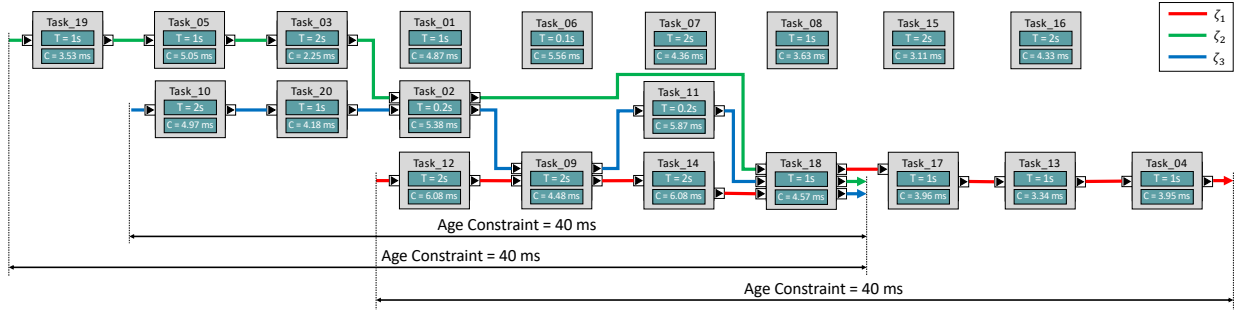 Task_19
T = 1s
C = 3.53 ms
Task_05
T = 1s
C = 5.05 ms
Task_03
T = 2s
C = 2.25 ms
Task_01
T = 1s
C = 4.87 ms
Task_06
T = 0.1s
C = 5.56 ms
Task_07
T = 2s
C = 4.36 ms
Task_08
T = 1s
C = 3.63 ms
Task_15
T = 2s
C = 3.11 ms
Task_16
T = 2s
C = 4.33 ms
ζ1
ζ2
ζ3
Task_10
T = 2s
C = 4.97 ms
Task_20
T = 1s
C = 4.18 ms
Task_02
T = 0.2s
C = 5.38 ms
Task_11
T = 0.2s
C = 5.87 ms
Task_12
T = 2s
C = 6.08 ms
Task_09
T = 2s
C = 4.48 ms
Task_14
T = 2s
C = 6.08 ms
Task_18
T = 1s
C = 4.57 ms
Task_17
T = 1s
C = 3.96 ms
Task_13
T = 1s
C = 3.34 ms
Task_04
T = 1s
C = 3.95 ms
Age Constraint = 40 ms
Age Constraint = 40 ms
Age Constraint = 40 ms